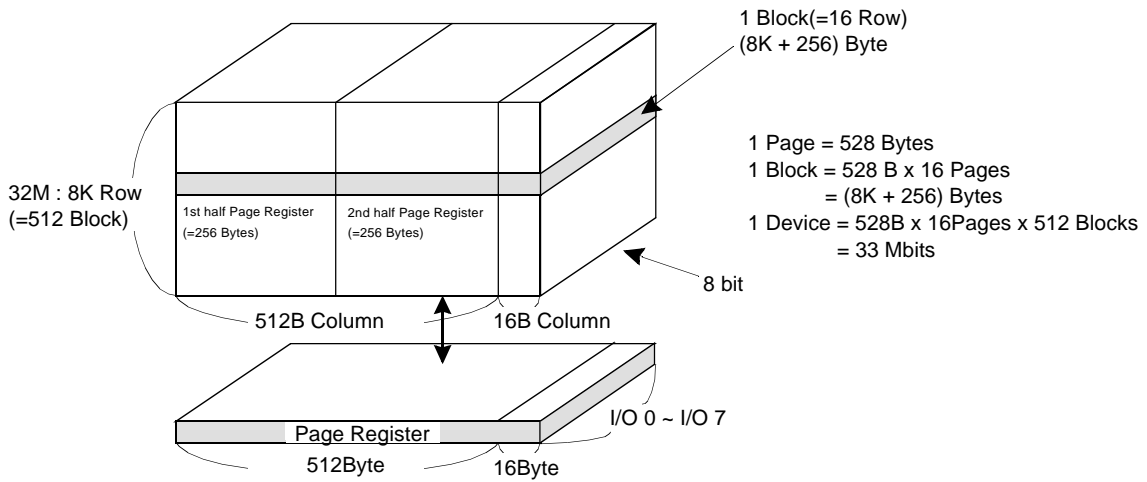 1 Block(=16 Row)
(8K + 256) Byte
1 Page = 528 Bytes
1 Block = 528 B x 16 Pages
= (8K + 256) Bytes
1 Device = 528B x 16Pages x 512 Blocks
= 33 Mbits
32M : 8K Row
(=512 Block)
1st half Page Register
(=256 Bytes)
2nd half Page Register
(=256 Bytes)
8 bit
512B Column
16B Column
I/O 0 ~ I/O 7
Page Register
512Byte
16Byte